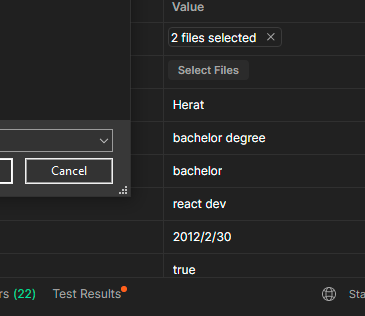 Value
2 files selected
Select Files
Herat
bachelor degree
Cancel
bachelor
react dev
2012/2/30
true
rs (22) Test Results
Sta